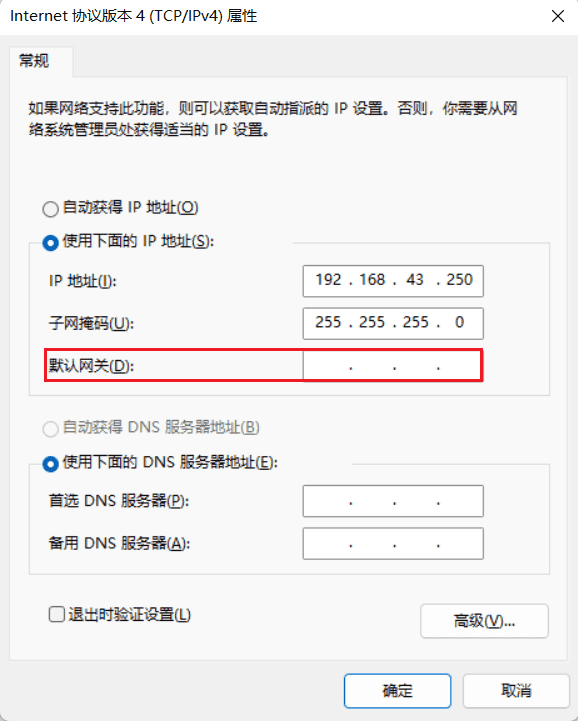 Internet 协议版本 4 (TCP/IPv4) 属性
常规
如果网络支持此功能，则可以获取自动指派的 IP 设置。否则，你需要从网
络系统管理员处获得适当的 IP 设置。
自动获得 IP 地址(O)
使用下面的 IP 地址(S):
IP 地址(I): 192 . 168 . 43 . 250
子网掩码(U): 255 . 255 . 255 . 0
默认网关(D): . . .
自动获得 DNS 服务器地址(B)
使用下面的 DNS 服务器地址(E):
首选 DNS 服务器(P): . . .
备用 DNS 服务器(A): . . .
退出时验证设置(L)
高级(V)...
确定 取消